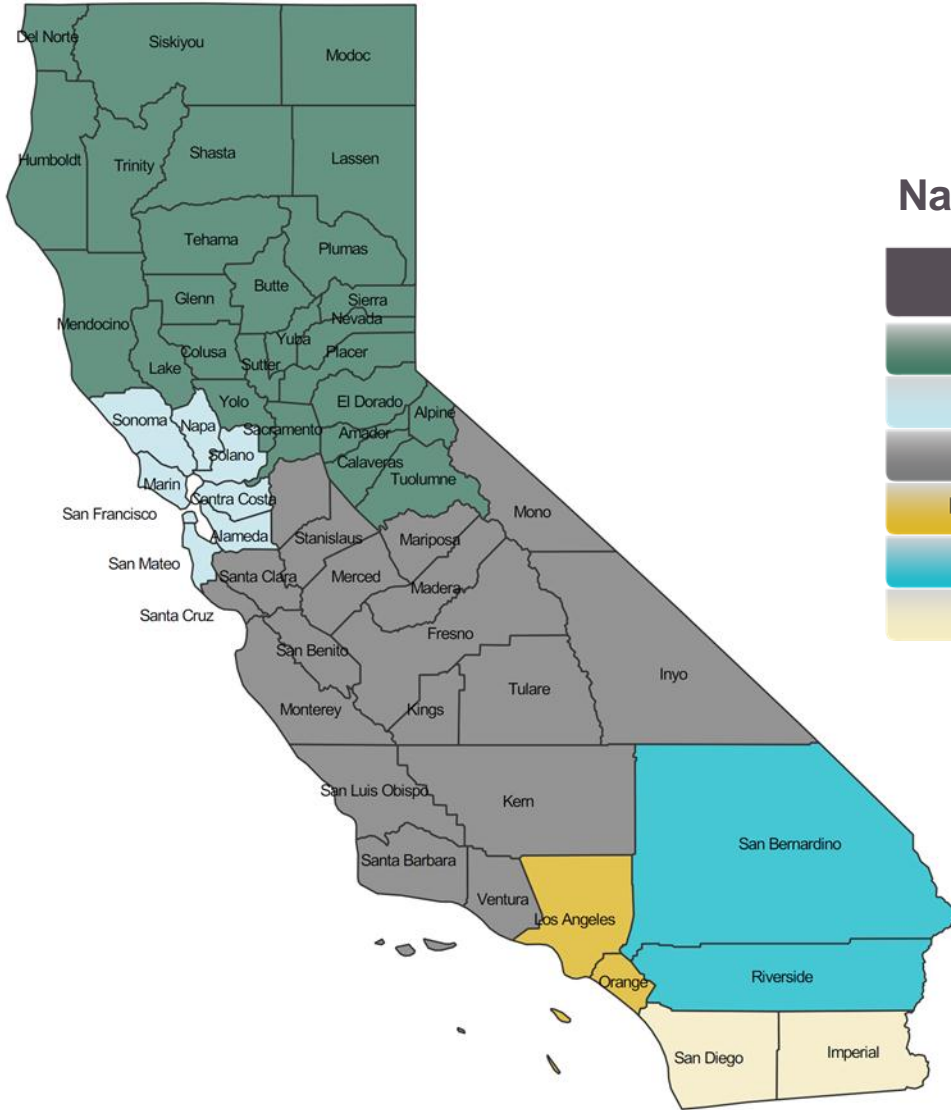 Del Norte
Siskiyou
Modoc
Humboldt
Trinity
Shasta
Lassen
Na
Tehama
Plumas
Butte
Glenn
Sierra
Nevada
Mendocino
Yuba
Colusa
Placer
Lake
Sutter
Yolo
El Dorado
Alpine
Sonoma
Napa
Sacramento
Amador
Solano
Calaveras
Tuolumne
Marin
Contra Costa
San Francisco
Mono
Alameda
Stanislaus
Mariposa
San Mateo
Santa Clara
Merced
Madera
Santa Cruz
Fresno
San Benito
Inyo
Tulare
Monterey
Kings
San Luis Obispo
Kern
San Bernardino
Santa Barbara
Ventura
Los Angeles
Riverside
Orange
San Diego
Imperial